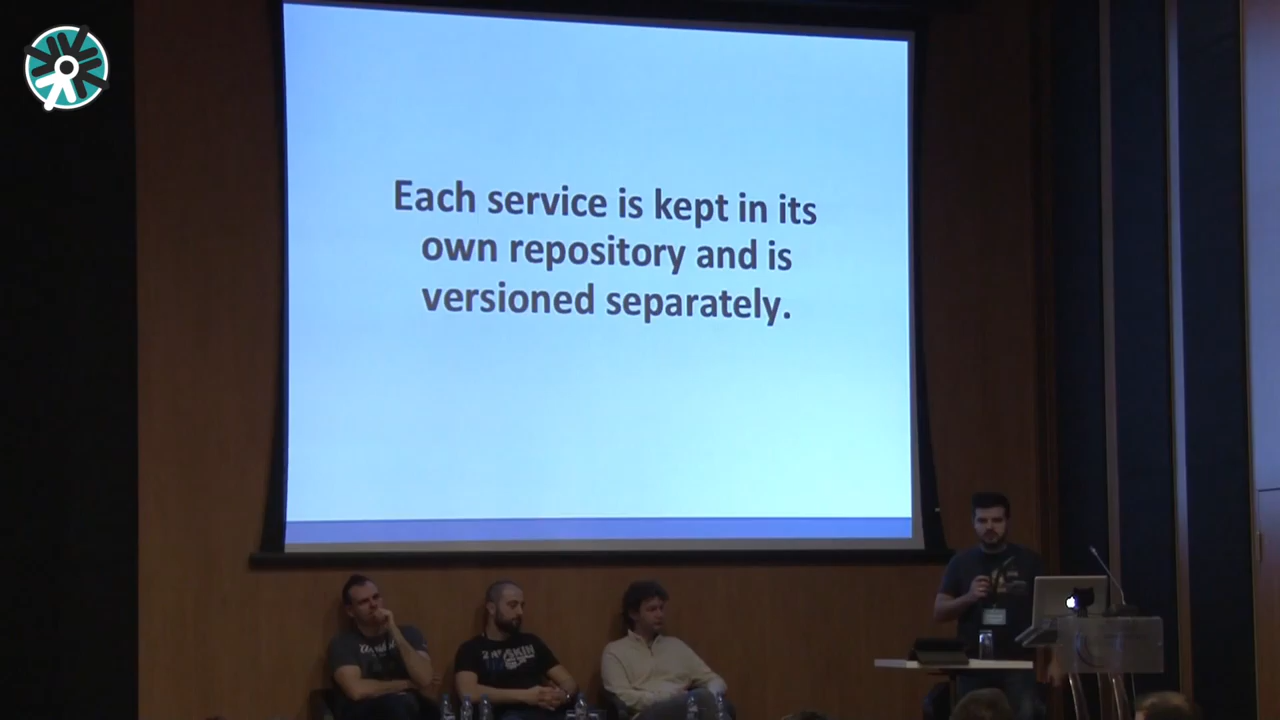 Each service is kept in its
own repository and is
versioned separately.